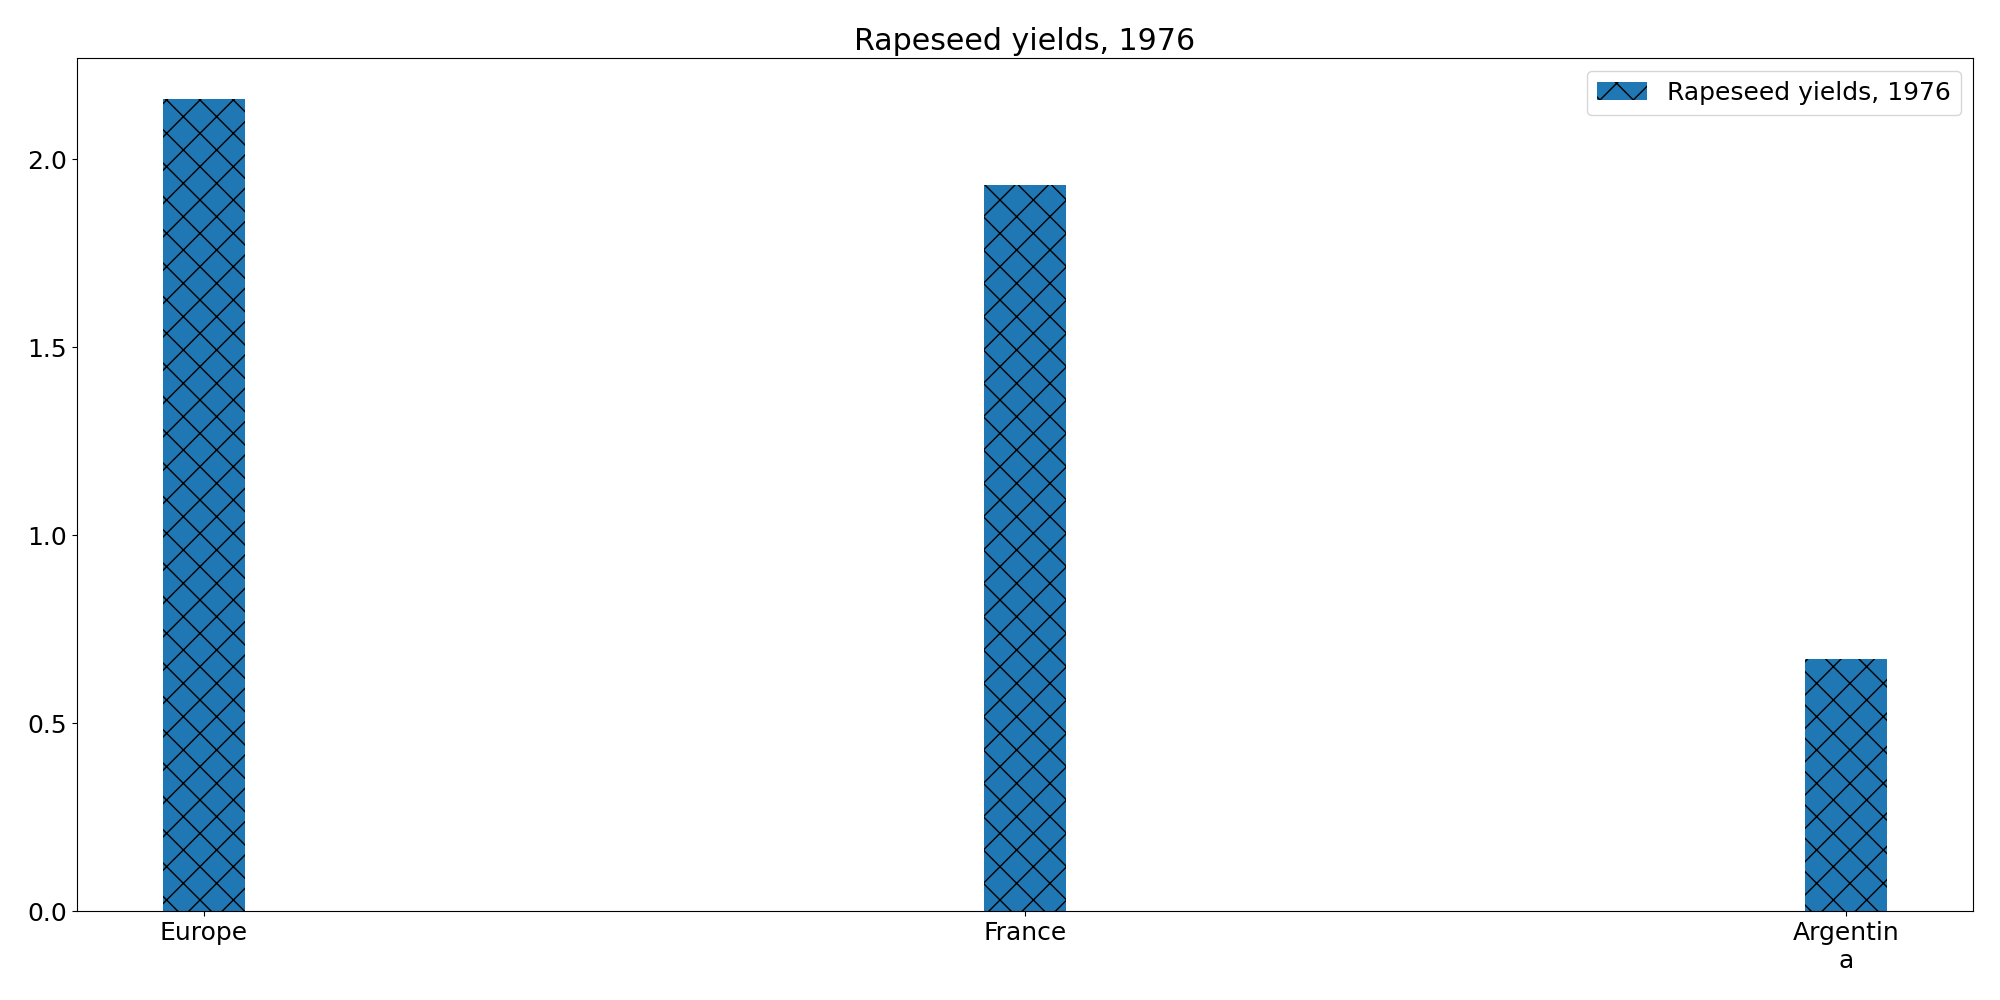 Rapeseed yields, 1976
Rapeseed yields, 1976
2.0
1.5
1.0
0.5
0.0
Europe
France
Argentin
a